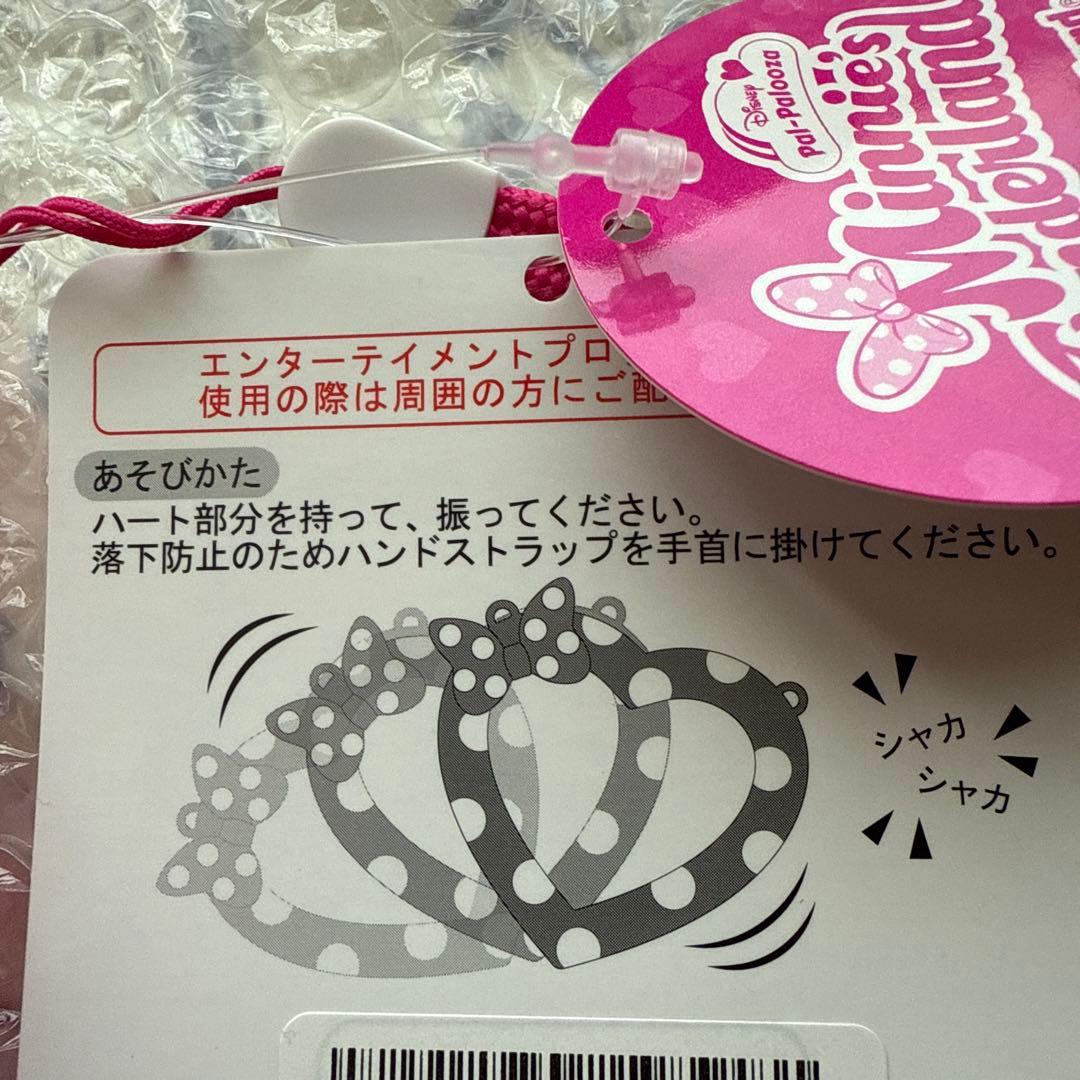 Disney
Pal-Palooza
Minnie's
エンターテイメントプロ
使用の際は周囲の方にご配
あそびかた
ハート部分を持って、振ってください。
落下防止のためハンドストラップを手首に掛けてください。
シャカ
シャカ